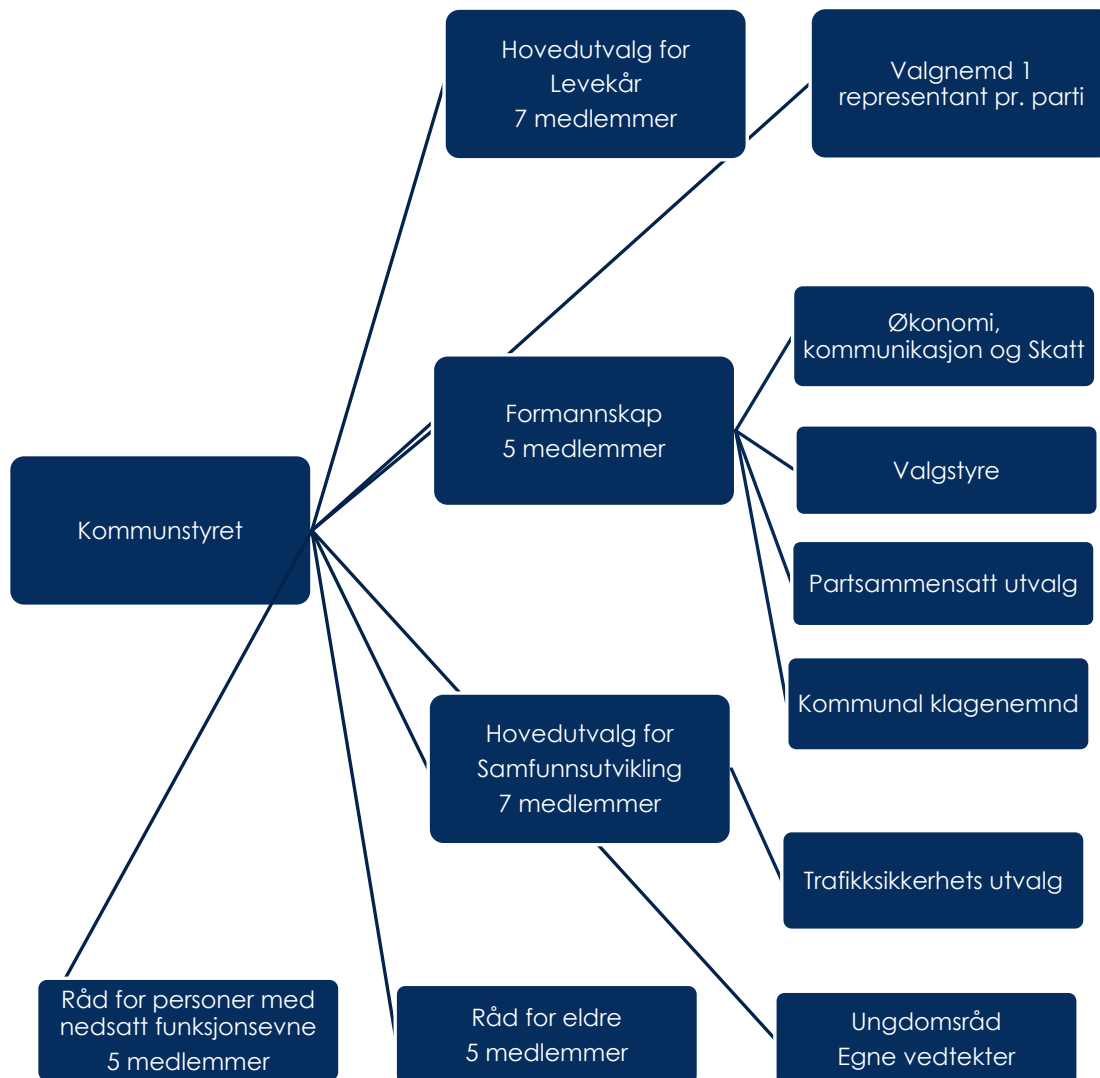 Hovedutvalg for
Levekår
7 medlemmer
Valgnemd 1
representant pr. parti
Økonomi,
kommunikasjon og Skatt
Formannskap
5 medlemmer
Valgstyre
Kommunstyret
Partsammensatt utvalg
Kommunal klagenemnd
Hovedutvalg for
Samfunnsutvikling
7 medlemmer
Trafikksikkerhets utvalg
Råd for personer med
nedsatt funksjonsevne
5 medlemmer
Råd for eldre
5 medlemmer
Ungdomsråd
Egne vedtekter